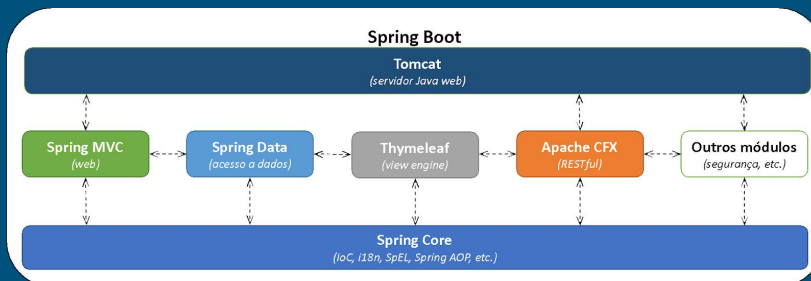 Spring Boot
Tomcat
(servidor Java web)
Spring MVC
(web)
Spring Data
(acesso a dados)
Thymeleaf
(view engine)
Apache CFX
(RESTful)
Outros módulos
(segurança, etc.)
Spring Core
(IoC, i18n, SpEL, Spring AOP, etc.)